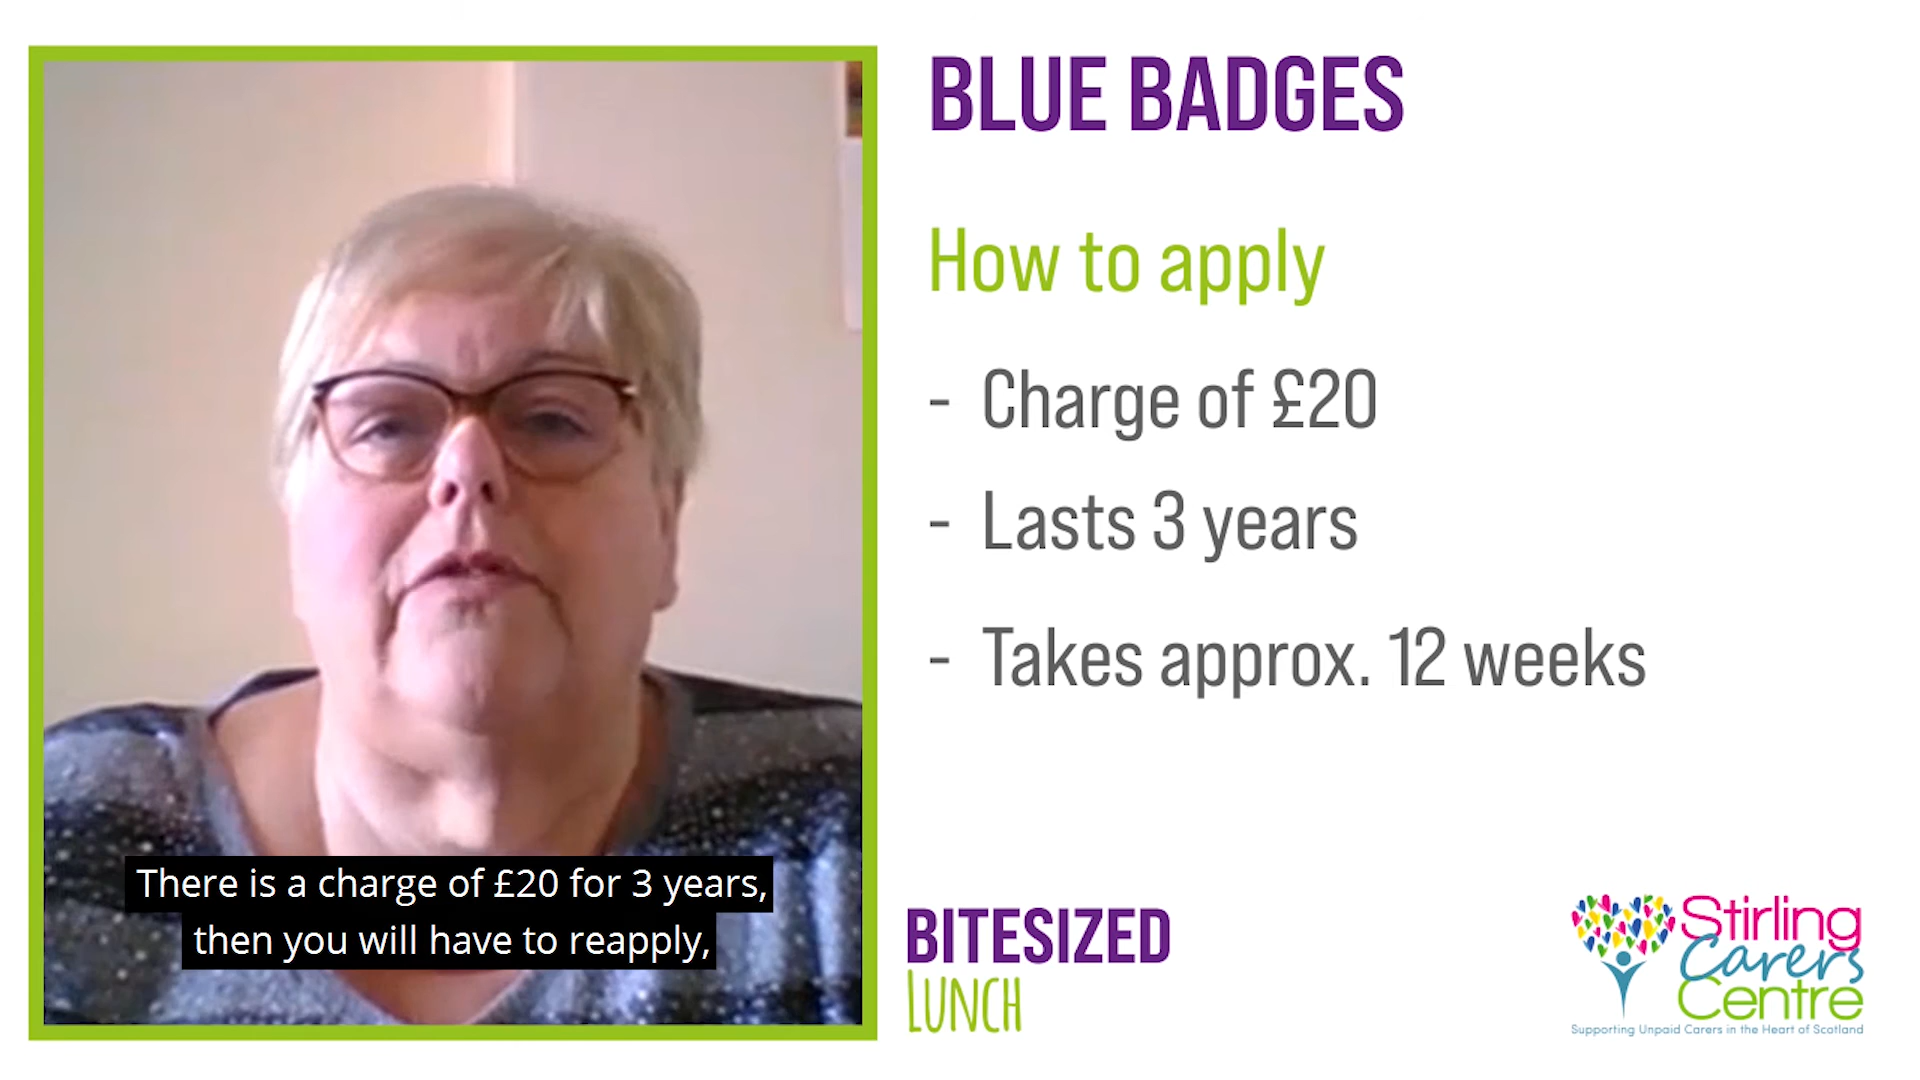 BLUE BADGES
How to apply
- Charge of £20
- Lasts 3 years
- Takes approx. 12 weeks
There is a charge of £20 for 3 years,
then you will have to reapply,
BITESIZED
LUNCH
Stirling
Carers
Centre
Supporting Unpaid Carers in the Heart of Scotland